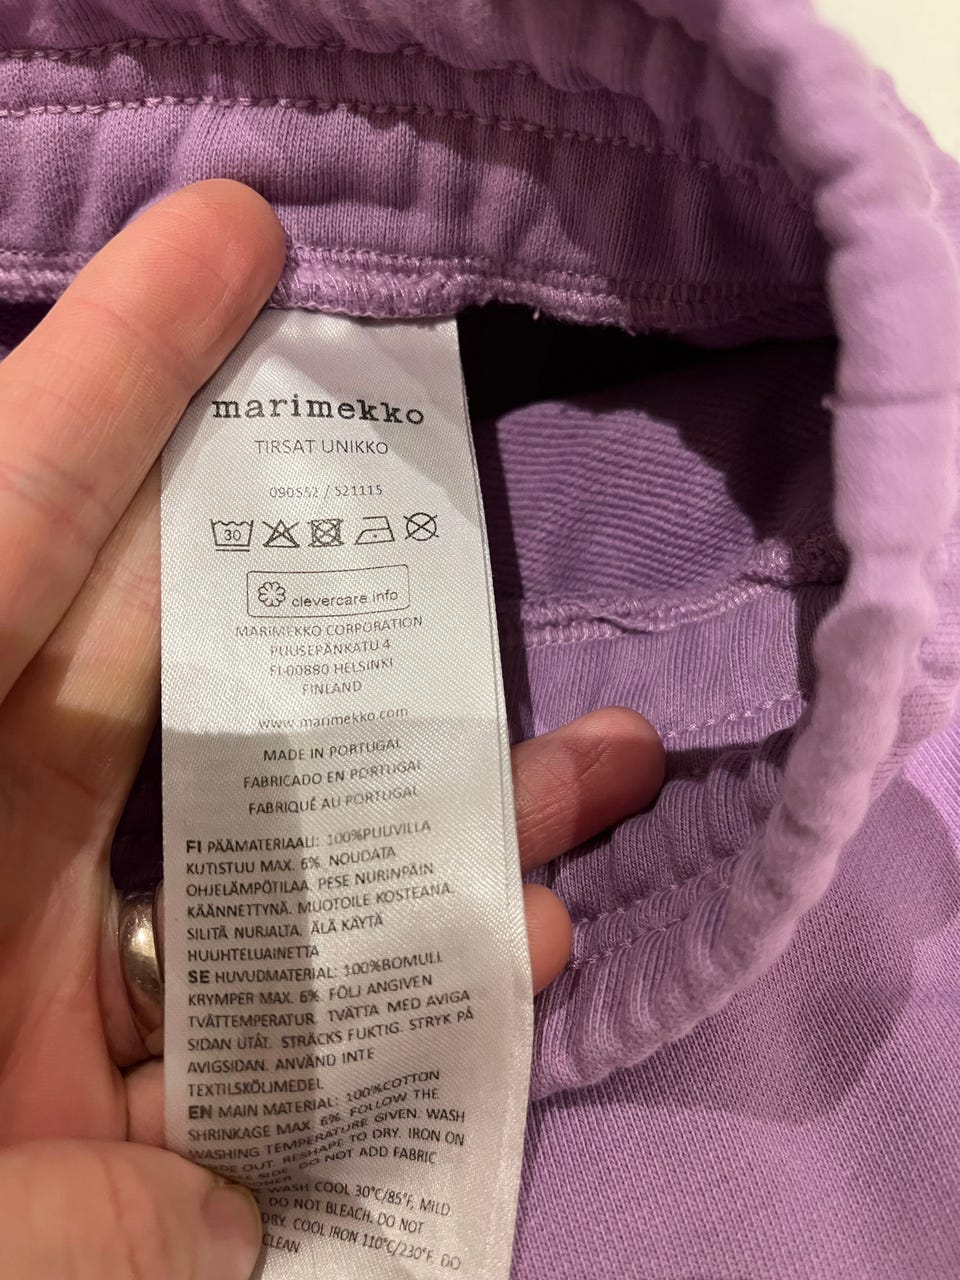 marimekko
TIRSAT UNIKKO
090552 / 521115
30
clevercare.info
MARIMEKKO CORPORATION
PUUSEPÄNKATU 4
FI-00880 HELSINKI
FINLAND
www.marimekko.com
MADE IN PORTUGAL
FABRICADO EN PORTUGAL
FABRIQUÉ AU PORTUGAL
FI PÄÄMATERIAALI: 100%PUUVILLA
KUTISTUU MAX. 6%. NOUDATA
OHJELÄMPÖTILAA. PESE NURINPÄIN
KÄÄNNETTYNÄ. MUOTOILE KOSTEANA.
SILITÄ NURJALTA. ÄLÄ KÄYTÄ
HUUHTELUAINETTA
SE HUVUDMATERIAL: 100%BOMULL
KRYMPER MAX. 6%. FÖLJ ANGIVEN
TVÄTTEMPERATUR. TVÄTTA MED AVIGA
SIDAN UTÅT. STRÄCKS FUKTIG. STRYK PÅ
AVIGSIDAN. ANVÄND INTE
TEXTILSKÖLJMEDEL
EN MAIN MATERIAL: 100%COTTON
SHRINKAGE MAX. 6%. FOLLOW THE
WASHING TEMPERATURE GIVEN. WASH
OUT. RESHAPE TO DRY. IRON ON
SIDE. DO NOT ADD FABRIC
WASH COOL 30°C/85°F, MILD
DO NOT BLEACH. DO NOT
DRY. COOL IRON 110°C/230°F. DO
CLEAN